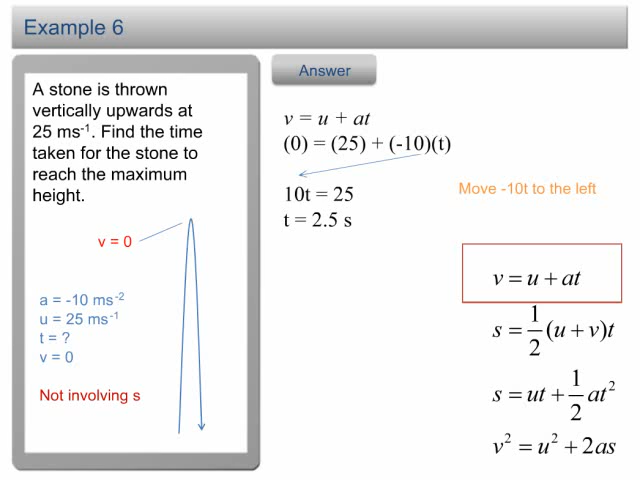 Example 6
A stone is thrown
vertically upwards at
25 ms⁻¹. Find the time
taken for the stone to
reach the maximum
height.
v = 0
a = -10 ms⁻²
u = 25 ms⁻¹
t = ?
v = 0
Not involving s
Answer
v = u + at
(0) = (25) + (-10)(t)
10t = 25
t = 2.5 s
Move -10t to the left
v = u + at
s = \frac{1}{2}(u + v)t
s = ut + \frac{1}{2}at²
v² = u² + 2as